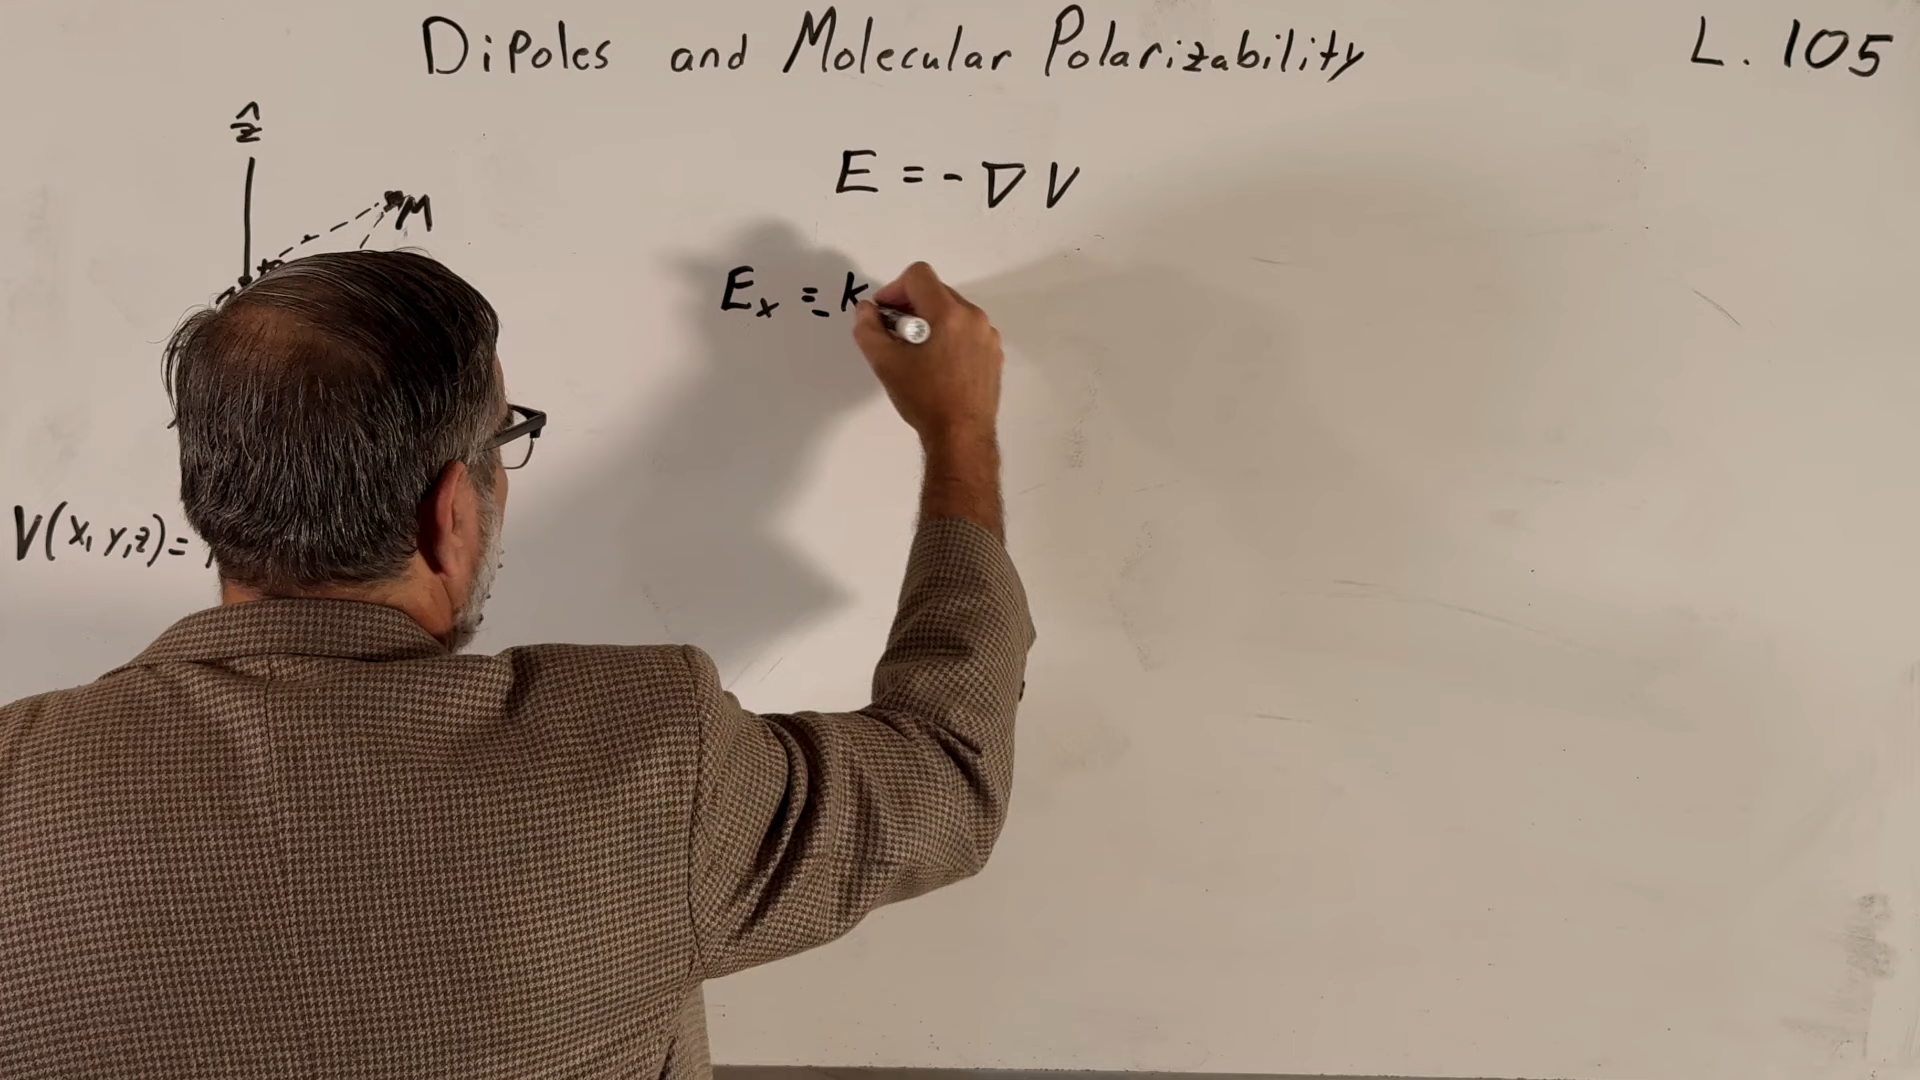 Dipoles and Molecular Polarizability
L. 105
ẑ
M
E = - ∇ V
Eₓ = k
V(x, y, z) =